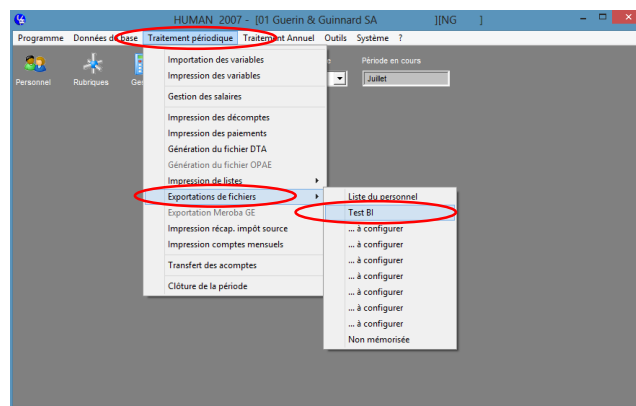 HUMAN 2007 - [01 Guerin & Guinnard SA ][NG ]
Programme Données de base Traitement périodique Traitement Annuel Outils Système ?
Importation des variables
Impression des variables
Gestion des salaires
Impression des décomptes
Impression des paiements
Génération du fichier DTA
Génération du fichier OPAE
Impression de listes
Exportations de fichiers
Exportation Meroba GE
Impression récap. impôt source
Impression comptes mensuels
Transfert des acomptes
Clôture de la période
Personnel Rubriques
Période en cours
Juillet
Liste du personnel
Test BI
... à configurer
... à configurer
... à configurer
... à configurer
... à configurer
... à configurer
... à configurer
Non mémorisée